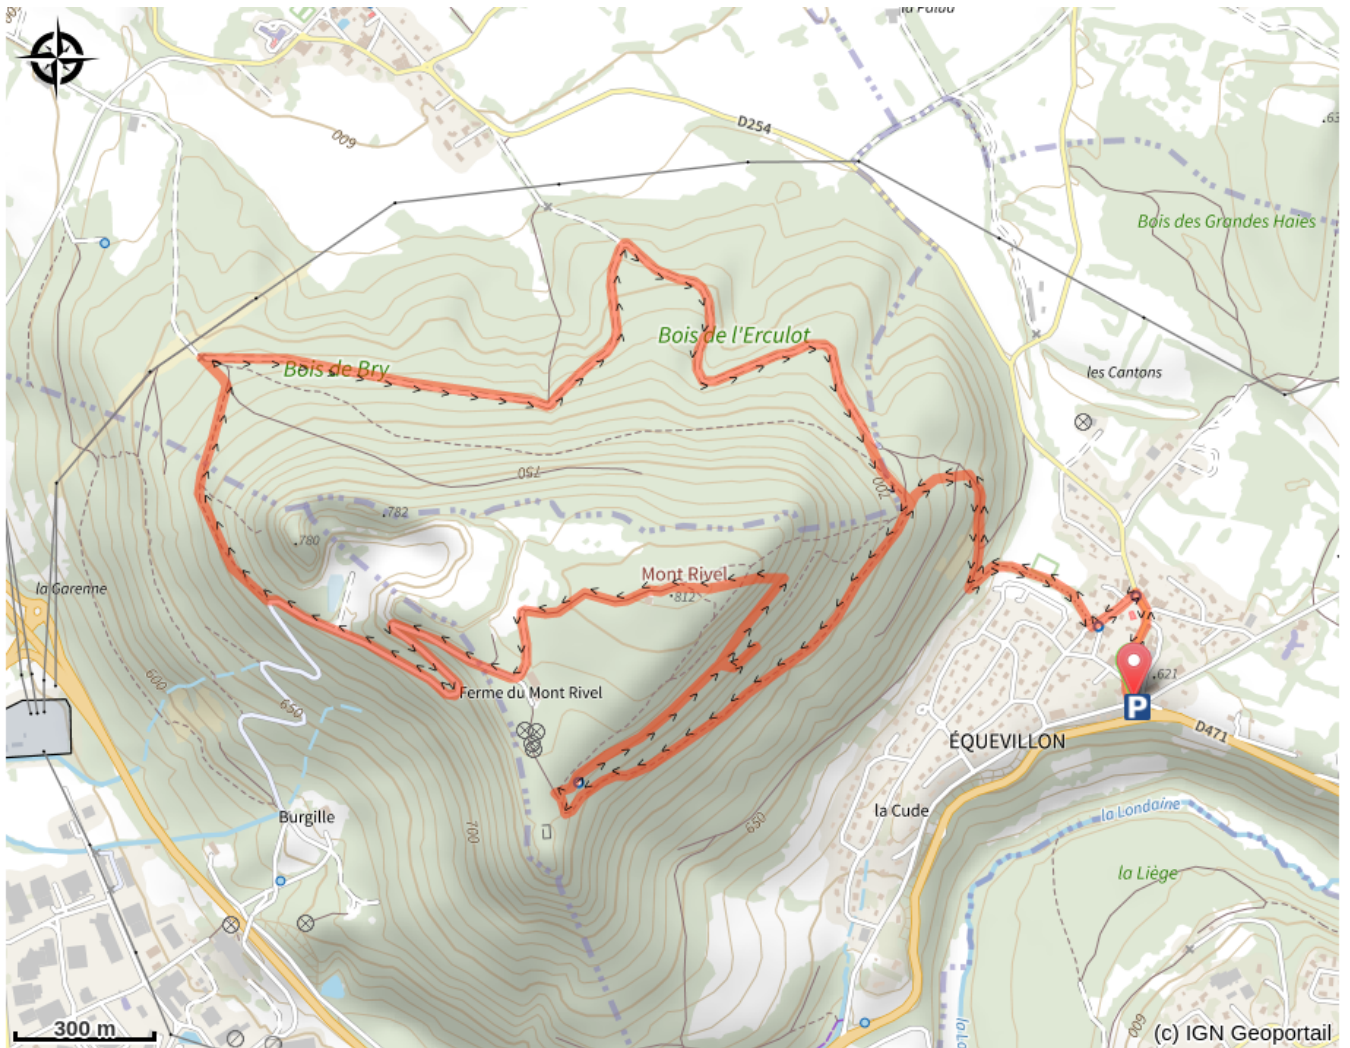 la Palud
600
D254
Bois des Grandes Haies
Bois de l'Erculot
Bois de Bry
les Cantons
750
700
782
780
Mont Rivel
812
la Garenne
600
650
Ferme du Mont Rivel
621
P
ÉQUEVILLON
D471
la Cude
la Londaine
Burgille
700
650
la Liège
600
300 m
(c) IGN Geoportail